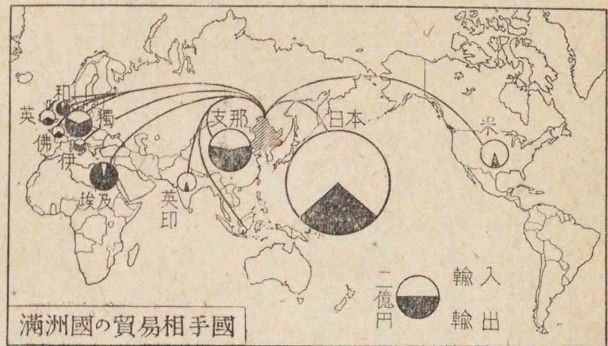 和
英
獨
佛
伊
埃及
英印
支那
日本
米
二億円
輸入
輸出
滿洲國の貿易相手國